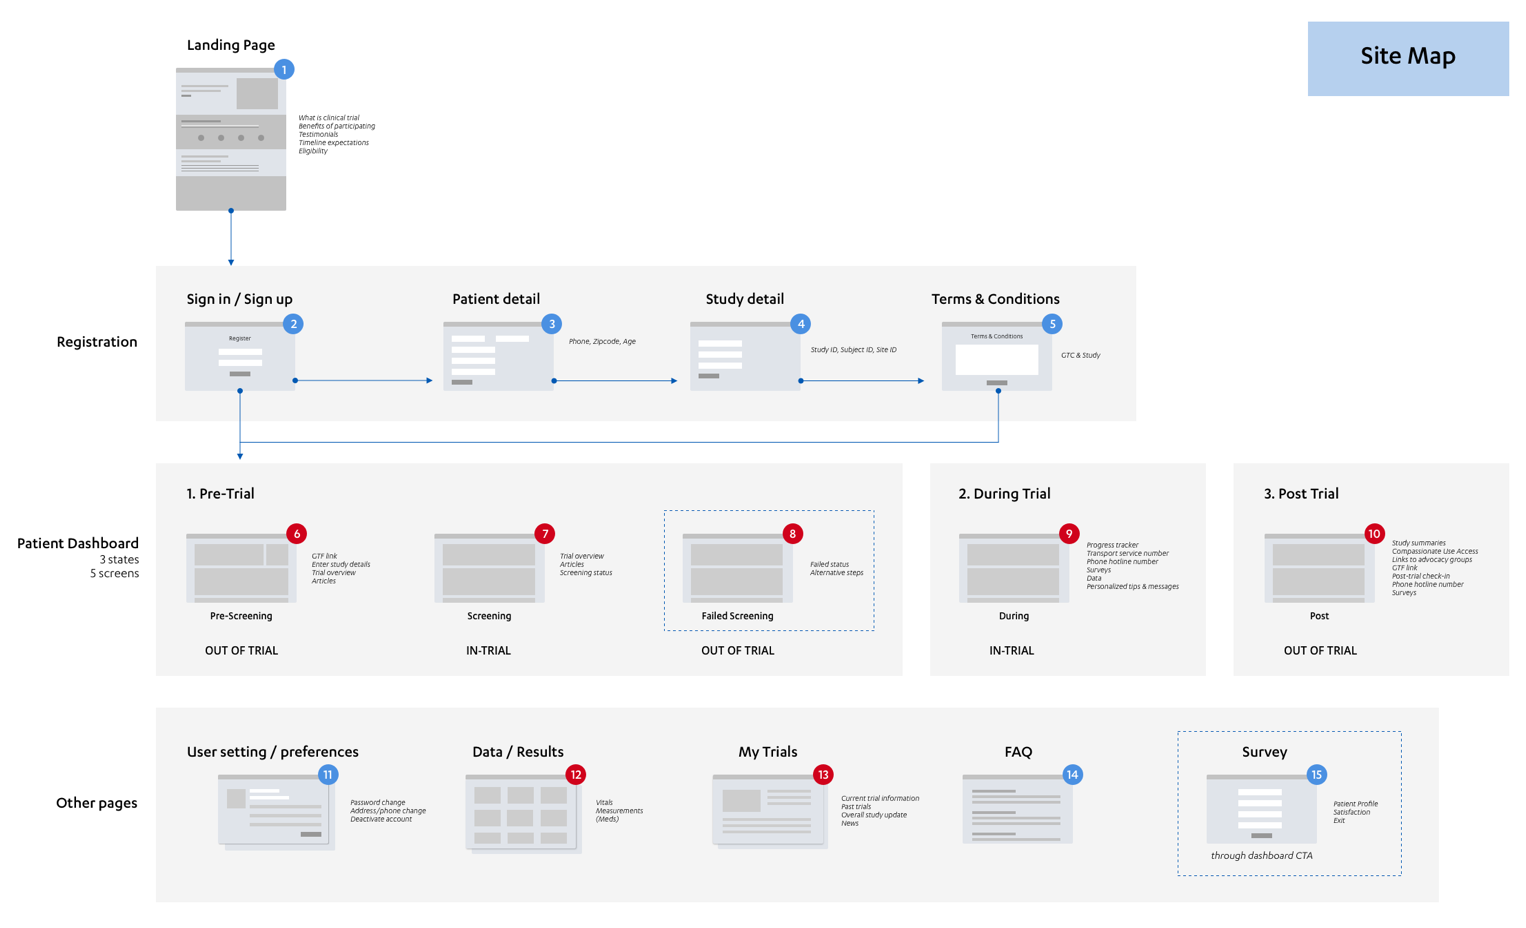 Site Map
Landing Page
1
What is clinical trial
Benefits of participating
Testimonials
Timeline expectations
Eligibility
Registration
Sign in / Sign up
2
Register
Patient detail
3
Phone, Zipcode, Age
Study detail
4
Study ID, Subject ID, Site ID
Terms & Conditions
5
Terms & Conditions
GTC & Study
Patient Dashboard
3 states
5 screens
1. Pre-Trial
6
GTF link
Enter study details
Trial overview
Articles
Pre-Screening
OUT OF TRIAL
7
Trial overview
Articles
Screening status
Screening
IN-TRIAL
8
Failed status
Alternative steps
Failed Screening
OUT OF TRIAL
2. During Trial
9
Progress tracker
Transport service number
Phone hotline number
Surveys
Data
Personalized tips & messages
During
IN-TRIAL
3. Post Trial
10
Study summaries
Compassionate Use Access
Links to advocacy groups
GTF link
Post-trial check-in
Phone hotline number
Surveys
Post
OUT OF TRIAL
Other pages
User setting / preferences
11
Password change
Address/phone change
Deactivate account
Data / Results
12
Vitals
Measurements
(Meds)
My Trials
13
Current trial information
Past trials
Overall study update
News
FAQ
14
Survey
15
Patient Profile
Satisfaction
Exit
through dashboard CTA